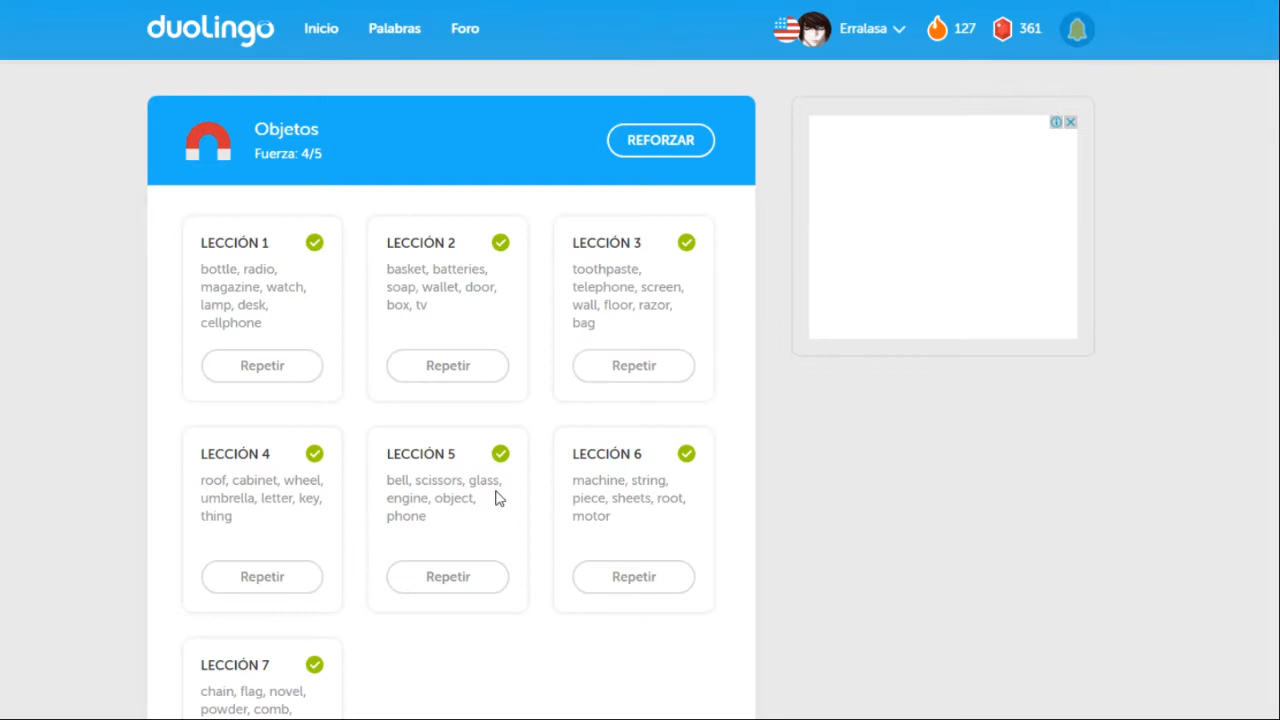 duolingo Inicio Palabras Foro Erralasa 127 361
Objetos
Fuerza: 4/5
REFORZAR
LECCIÓN 1
bottle, radio,
magazine, watch,
lamp, desk,
cellphone
Repetir
LECCIÓN 2
basket, batteries,
soap, wallet, door,
box, tv
Repetir
LECCIÓN 3
toothpaste,
telephone, screen,
wall, floor, razor,
bag
Repetir
LECCIÓN 4
roof, cabinet, wheel,
umbrella, letter, key,
thing
Repetir
LECCIÓN 5
bell, scissors, glass,
engine, object,
phone
Repetir
LECCIÓN 6
machine, string,
piece, sheets, root,
motor
Repetir
LECCIÓN 7
chain, flag, novel,
powder, comb,